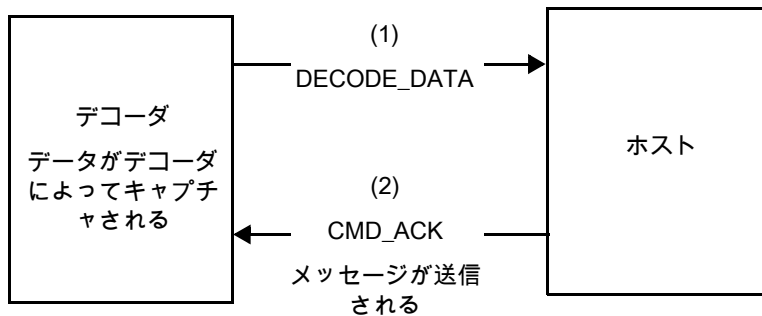 デコーダ
データがデコーダ
によってキャプチ
ャされる
(1)
DECODE_DATA
(2)
CMD_ACK
メッセージが送信
される
ホスト